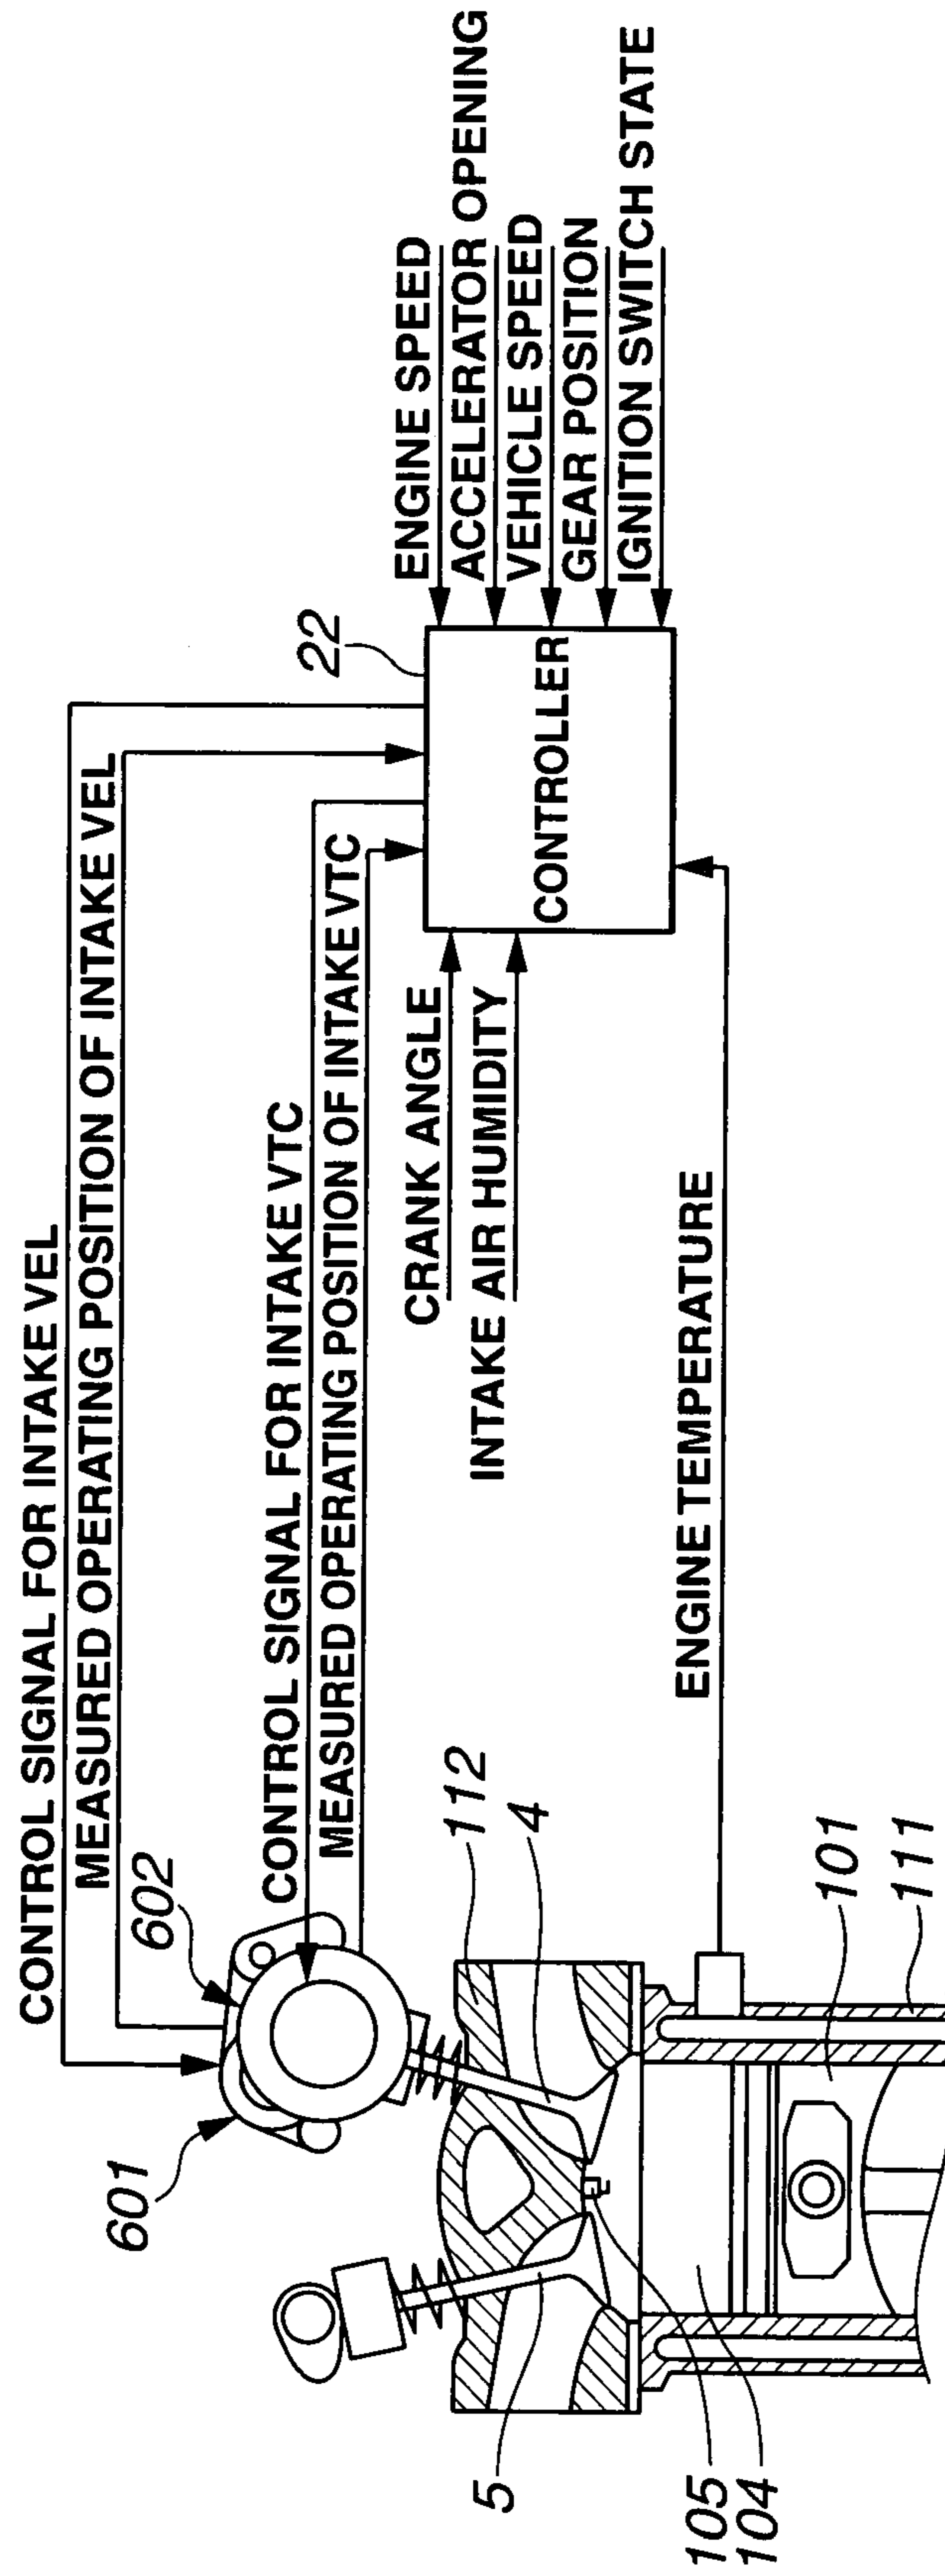 CONTROL SIGNAL FOR INTAKE VEL
MEASURED OPERATING POSITION OF INTAKE VEL
602
601
CONTROL SIGNAL FOR INTAKE VTC
MEASURED OPERATING POSITION OF INTAKE VTC
22
ENGINE SPEED
ACCELERATOR OPENING
VEHICLE SPEED
GEAR POSITION
IGNITION SWITCH STATE
CRANK ANGLE
INTAKE AIR HUMIDITY
CONTROLLER
112
4
5
ENGINE TEMPERATURE
105
104
101
111